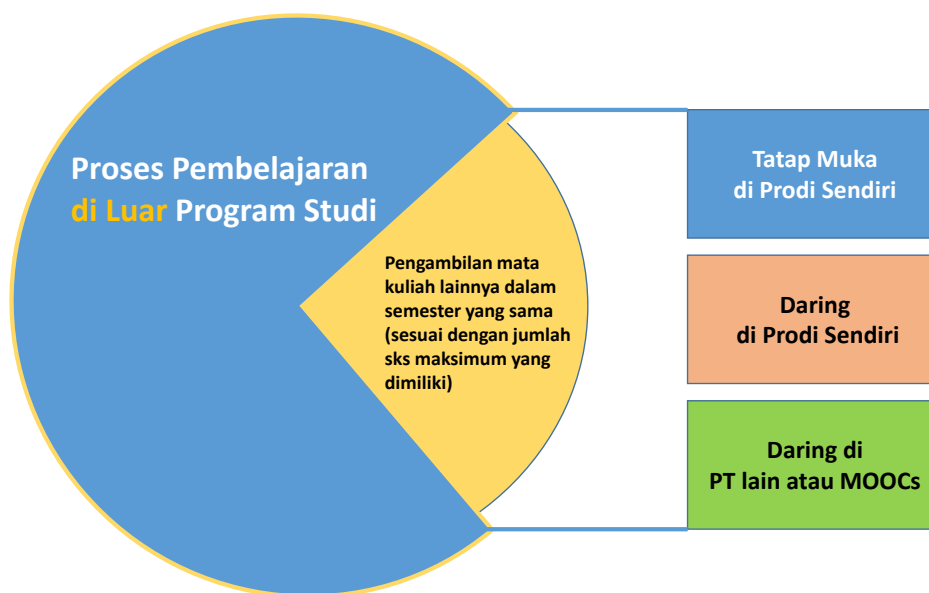 Proses Pembelajaran
di Luar Program Studi
Pengambilan mata
kuliah lainnya dalam
semester yang sama
(sesuai dengan jumlah
sks maksimum yang
dimiliki)
Tatap Muka
di Prodi Sendiri
Daring
di Prodi Sendiri
Daring di
PT lain atau MOOCs